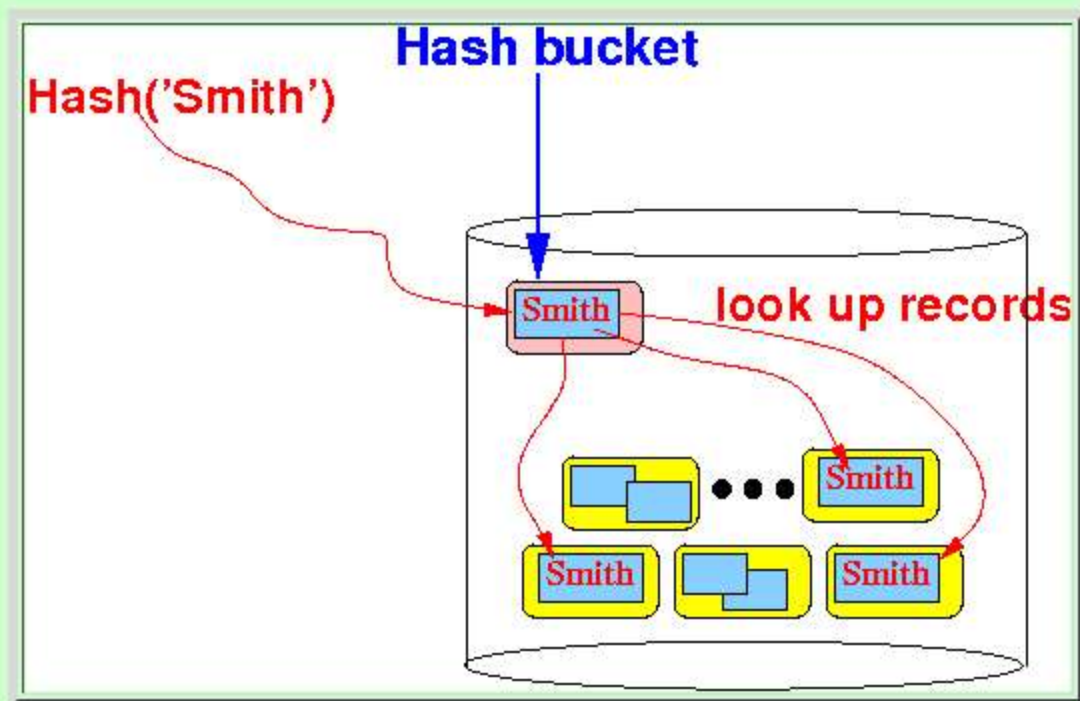 Hash bucket
Hash('Smith')
Smith
look up records
Smith
Smith
Smith